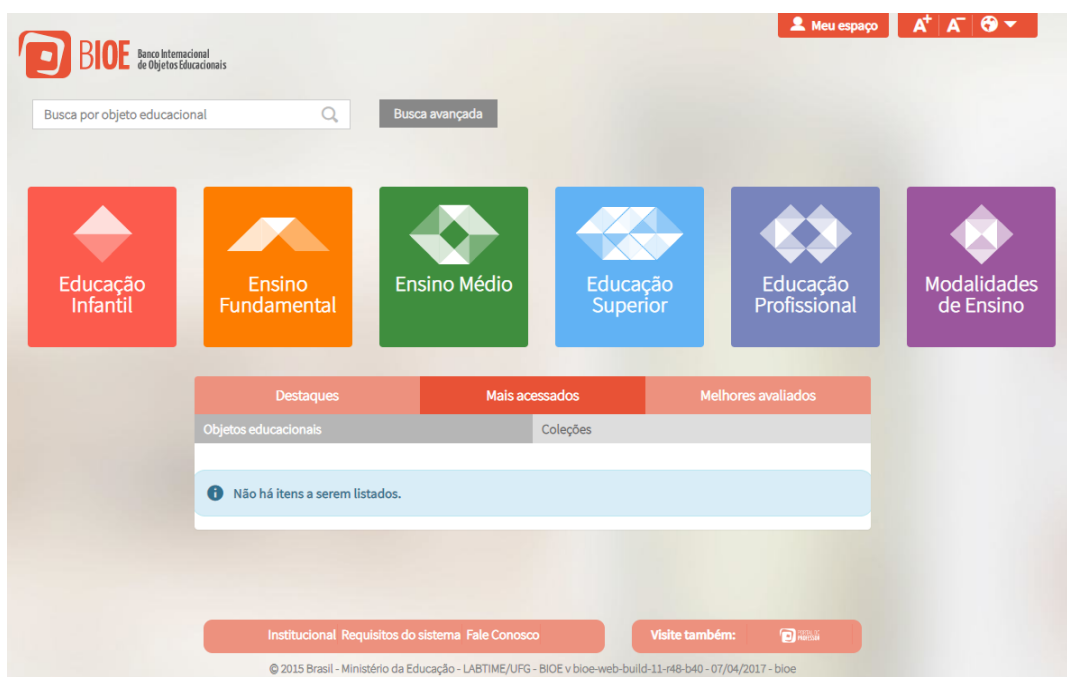 Meu espaço
A+ A-
BIOE
Banco Internacional
de Objetos Educacionais
Busca por objeto educacional
Busca avançada
Educação
Infantil
Ensino
Fundamental
Ensino Médio
Educação
Superior
Educação
Profissional
Modalidades
de Ensino
Destaques Mais acessados Melhores avaliados
Objetos educacionais Coleções
Não há itens a serem listados.
Institucional Requisitos do sistema Fale Conosco
Visite também:
PORTAL DO
PROFESSOR
© 2015 Brasil - Ministério da Educação - LABTIME/UFG - BIOE v bioe-web-build-11-r48-b40 - 07/04/2017 - bioe